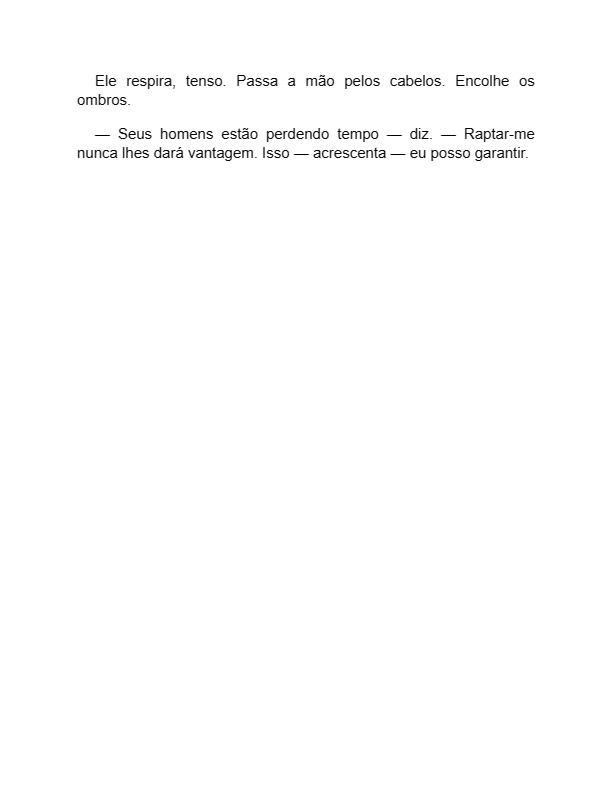 Ele respira, tenso. Passa a mão pelos cabelos. Encolhe os
ombros.
— Seus homens estão perdendo tempo — diz. — Raptar-me
nunca lhes dará vantagem. Isso — acrescenta — eu posso garantir.